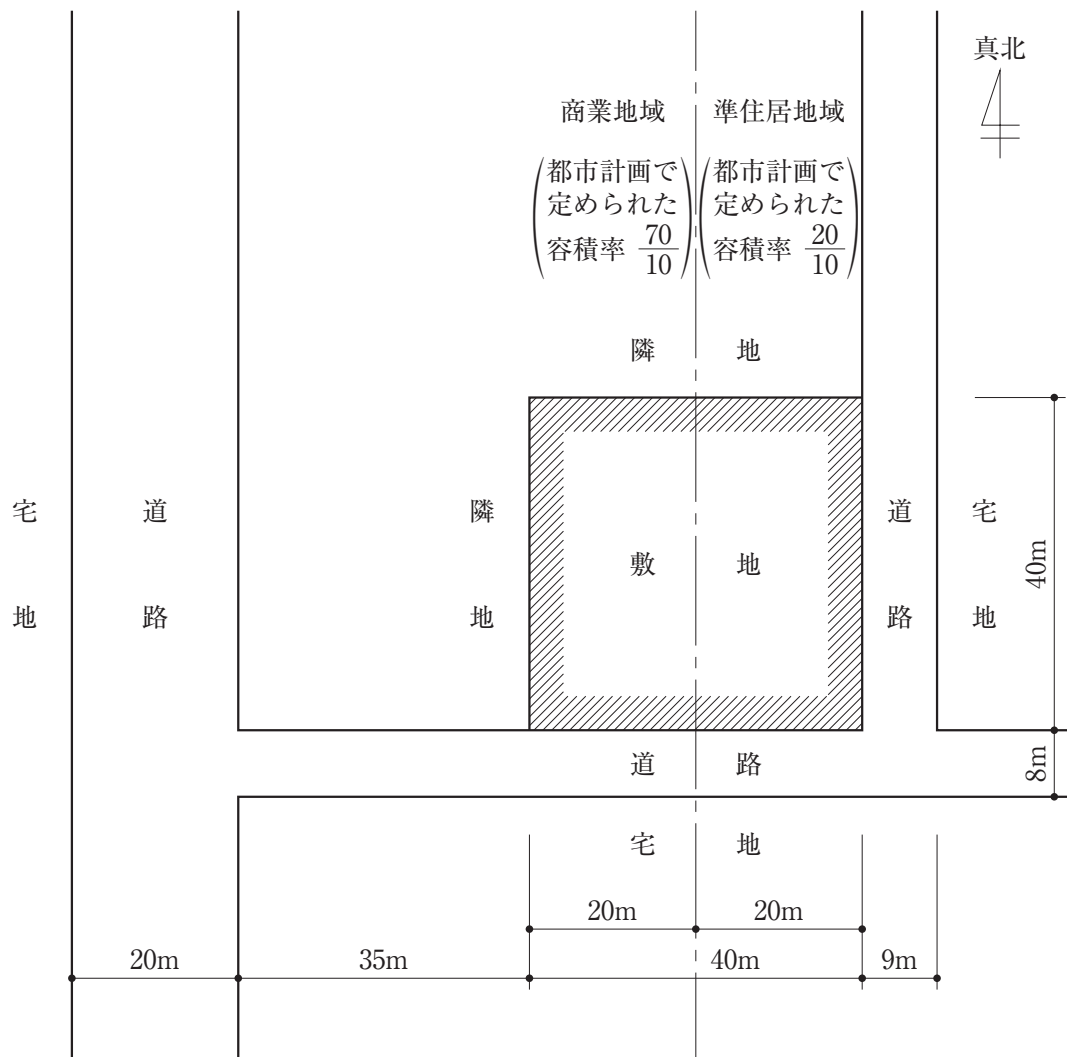 真北
商業地域
準住居地域
都市計画で
定められた
容積率 70/10
都市計画で
定められた
容積率 20/10
隣地
宅地
道路
隣地
敷地
道路
宅地
40m
道路
8m
宅地
20m
20m
20m
35m
40m
9m